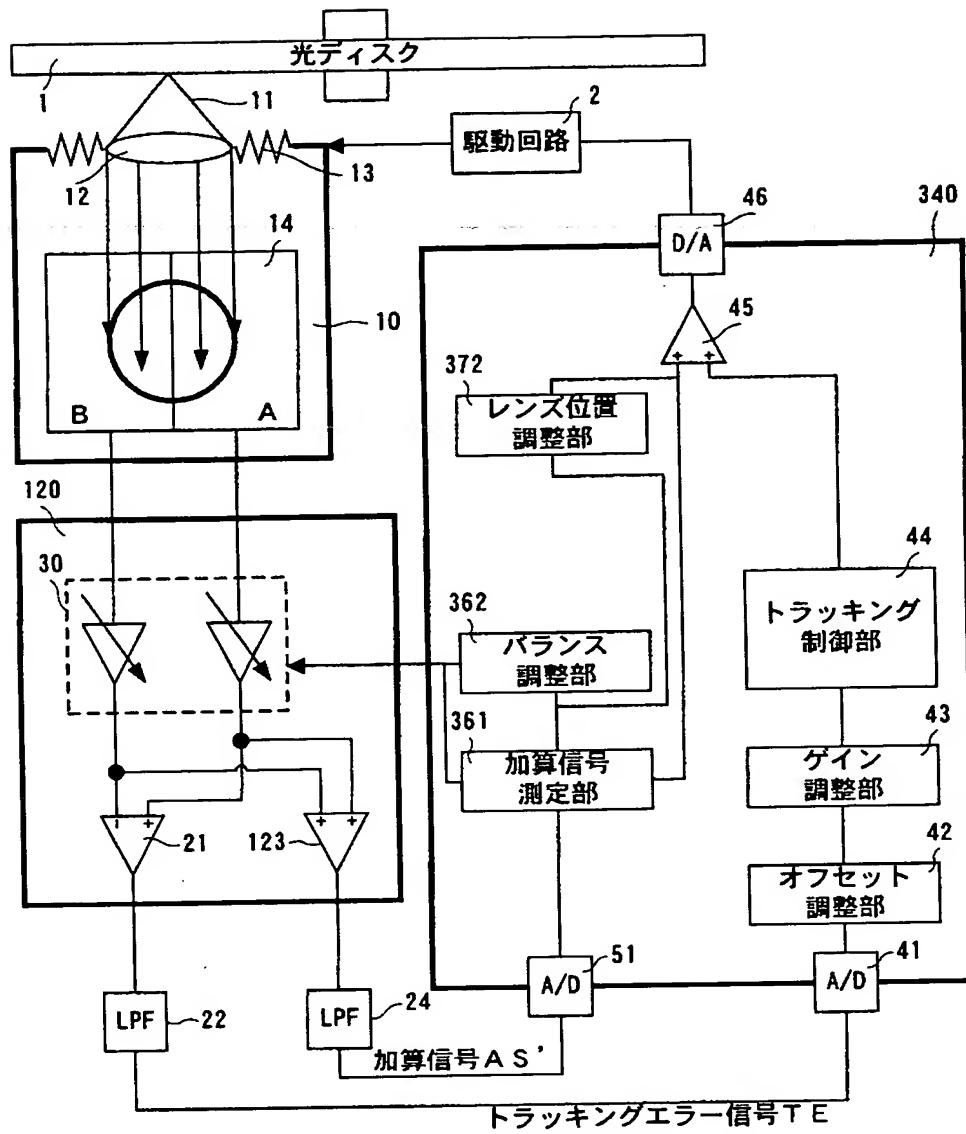 光ディスク
1
11
2
駆動回路
12
13
14
46
340
D/A
10
45
372
レンズ位置
調整部
B
A
120
44
30
トラッキング
制御部
362
バランス
調整部
43
361
ゲイン
調整部
加算信号
測定部
21
123
42
オフセット
調整部
51
41
A/D
A/D
LPF
22
LPF
24
加算信号AS'
トラッキングエラー信号TE